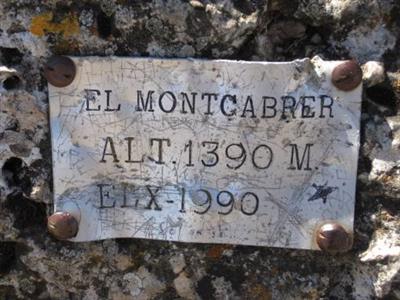 EL MONTCABRER
ALT. 1390 M.
ELX-1990